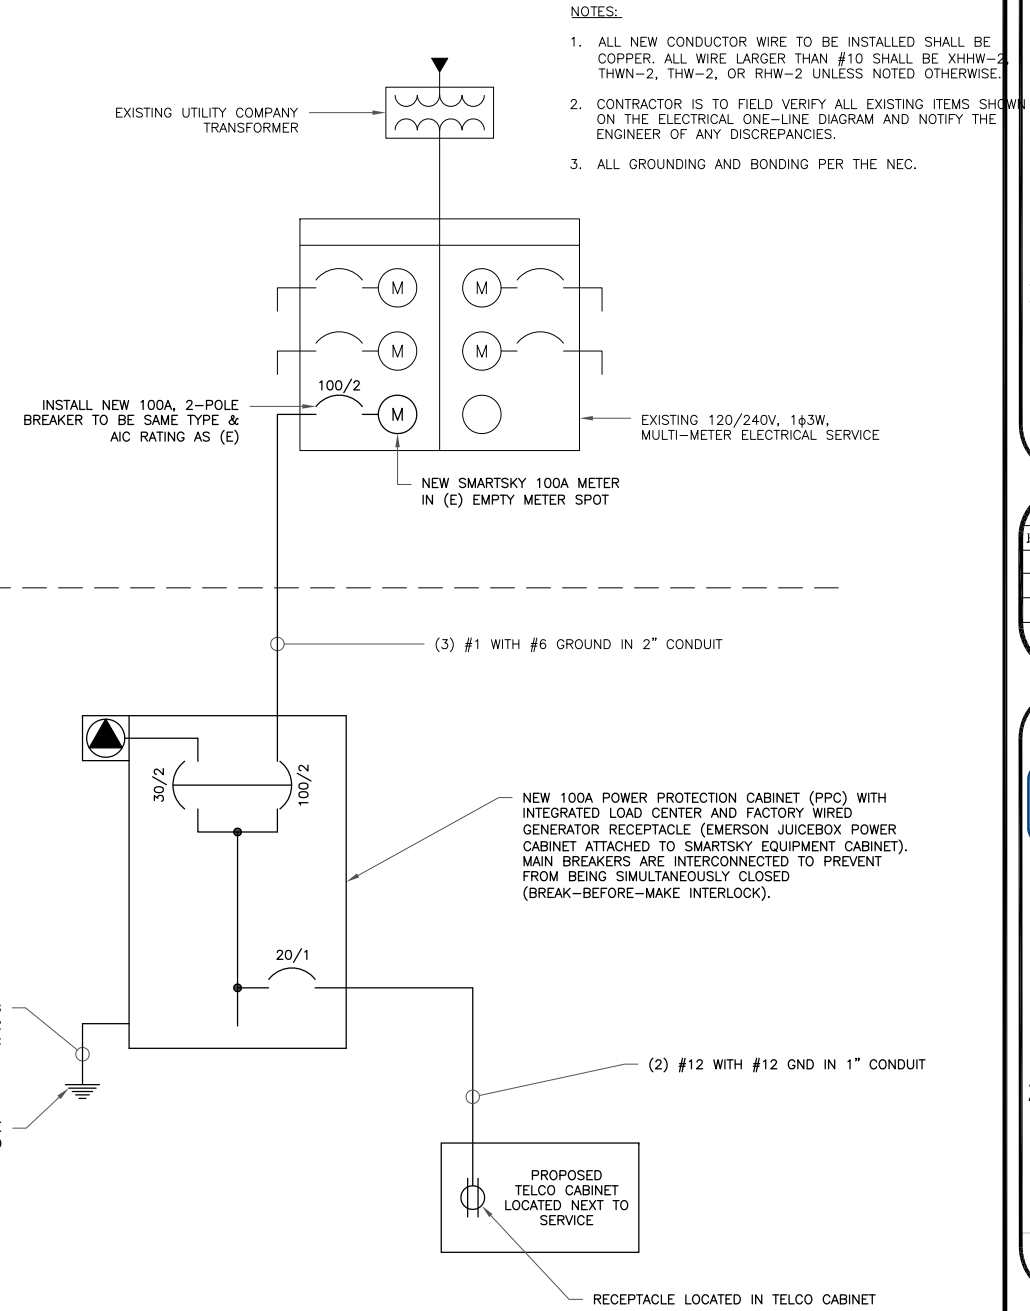 NOTES:
1. ALL NEW CONDUCTOR WIRE TO BE INSTALLED SHALL BE
COPPER. ALL WIRE LARGER THAN #10 SHALL BE XHHW-2,
THWN-2, THW-2, OR RHW-2 UNLESS NOTED OTHERWISE.
2. CONTRACTOR IS TO FIELD VERIFY ALL EXISTING ITEMS SHOWN
ON THE ELECTRICAL ONE-LINE DIAGRAM AND NOTIFY THE
ENGINEER OF ANY DISCREPANCIES.
3. ALL GROUNDING AND BONDING PER THE NEC.
EXISTING UTILITY COMPANY
TRANSFORMER
M
M
M
M
100/2
M
INSTALL NEW 100A, 2-POLE
BREAKER TO BE SAME TYPE &
AIC RATING AS (E)
EXISTING 120/240V, 1ϕ3W,
MULTI-METER ELECTRICAL SERVICE
NEW SMARTSKY 100A METER
IN (E) EMPTY METER SPOT
(3) #1 WITH #6 GROUND IN 2" CONDUIT
30/2
100/2
NEW 100A POWER PROTECTION CABINET (PPC) WITH
INTEGRATED LOAD CENTER AND FACTORY WIRED
GENERATOR RECEPTACLE (EMERSON JUICEBOX POWER
CABINET ATTACHED TO SMARTSKY EQUIPMENT CABINET).
MAIN BREAKERS ARE INTERCONNECTED TO PREVENT
FROM BEING SIMULTANEOUSLY CLOSED
(BREAK-BEFORE-MAKE INTERLOCK).
20/1
(2) #12 WITH #12 GND IN 1" CONDUIT
PROPOSED
TELCO CABINET
LOCATED NEXT TO
SERVICE
RECEPTACLE LOCATED IN TELCO CABINET